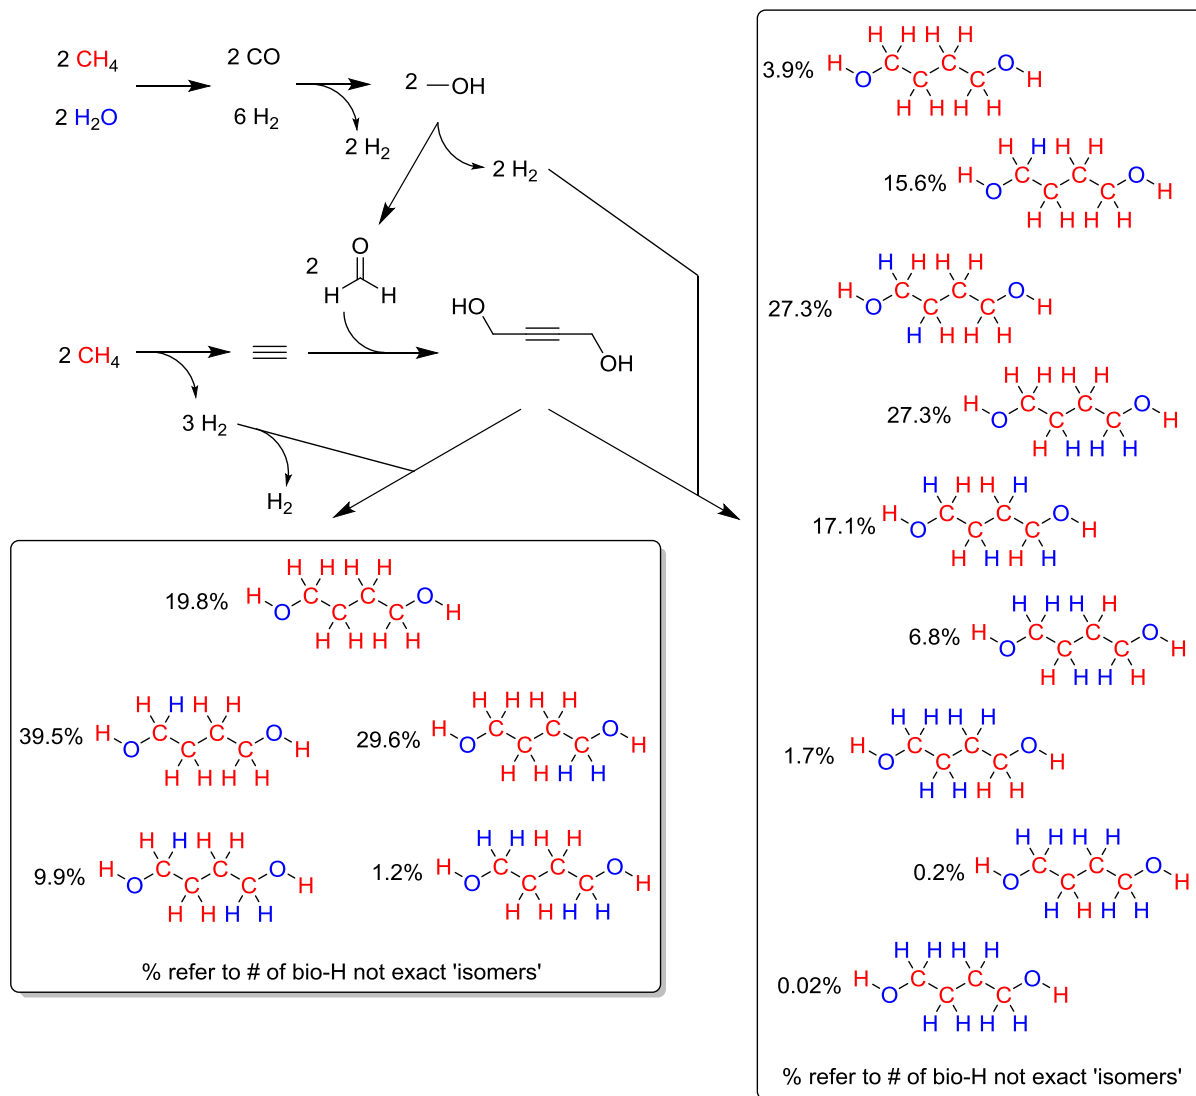 2 CH4
2 H2O
2 CO
6 H2
2 H2
2 —OH
2 H2
2
O
H H
2 CH4
3 H2
H2
HO
OH
19.8%
H H H H
H O C C C C O H
H H H H
39.5%
H H H H
H O C C C C O H
H H H H
29.6%
H H H H
H O C C C C O H
H H H H
9.9%
H H H H
H O C C C C O H
H H H H
1.2%
H H H H
H O C C C C O H
H H H H
% refer to # of bio-H not exact 'isomers'
3.9%
H H H H
H O C C C C O H
H H H H
15.6%
H H H H
H O C C C C O H
H H H H
27.3%
H H H H
H O C C C C O H
H H H H
27.3%
H H H H
H O C C C C O H
H H H H
17.1%
H H H H
H O C C C C O H
H H H H
6.8%
H H H H
H O C C C C O H
H H H H
1.7%
H H H H
H O C C C C O H
H H H H
0.2%
H H H H
H O C C C C O H
H H H H
0.02%
H H H H
H O C C C C O H
H H H H
% refer to # of bio-H not exact 'isomers'